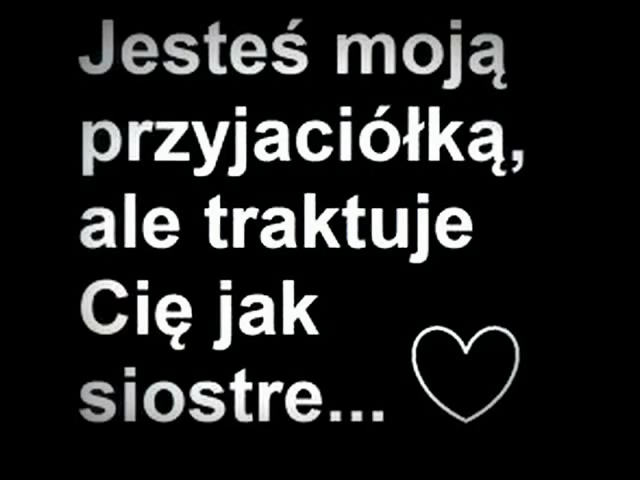 Jesteś moją
przyjaciółką,
ale traktuje
Cię jak
siostre...